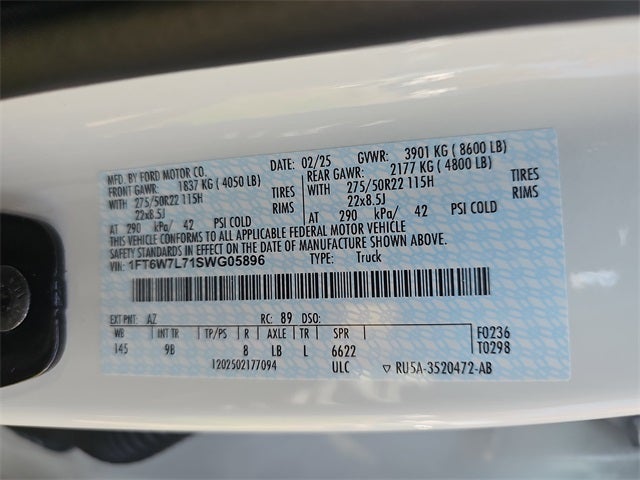 MFD. BY FORD MOTOR CO. DATE: 02/25 GVWR: 3901 KG ( 8600 LB)
FRONT GAWR: 1837 KG ( 4050 LB) REAR GAWR: 2177 KG ( 4800 LB)
WITH 275/50R22 115H TIRES WITH 275/50R22 115H TIRES
22x8.5J RIMS 22x8.5J RIMS
AT 290 kPa/ 42 PSI COLD AT 290 kPa/ 42 PSI COLD
THIS VEHICLE CONFORMS TO ALL APPLICABLE FEDERAL MOTOR VEHICLE
SAFETY STANDARDS IN EFFECT ON THE DATE OF MANUFACTURE SHOWN ABOVE.
VIN: 1FT6W7L71SWG05896 TYPE: Truck
EXT PNT: AZ RC: 89 DSO: F0236
WB INT TR TP/PS R AXLE TR SPR T0298
145 9B 8 LB L 6622
1202502177094 ULC ▽ RU5A-3520472-AB